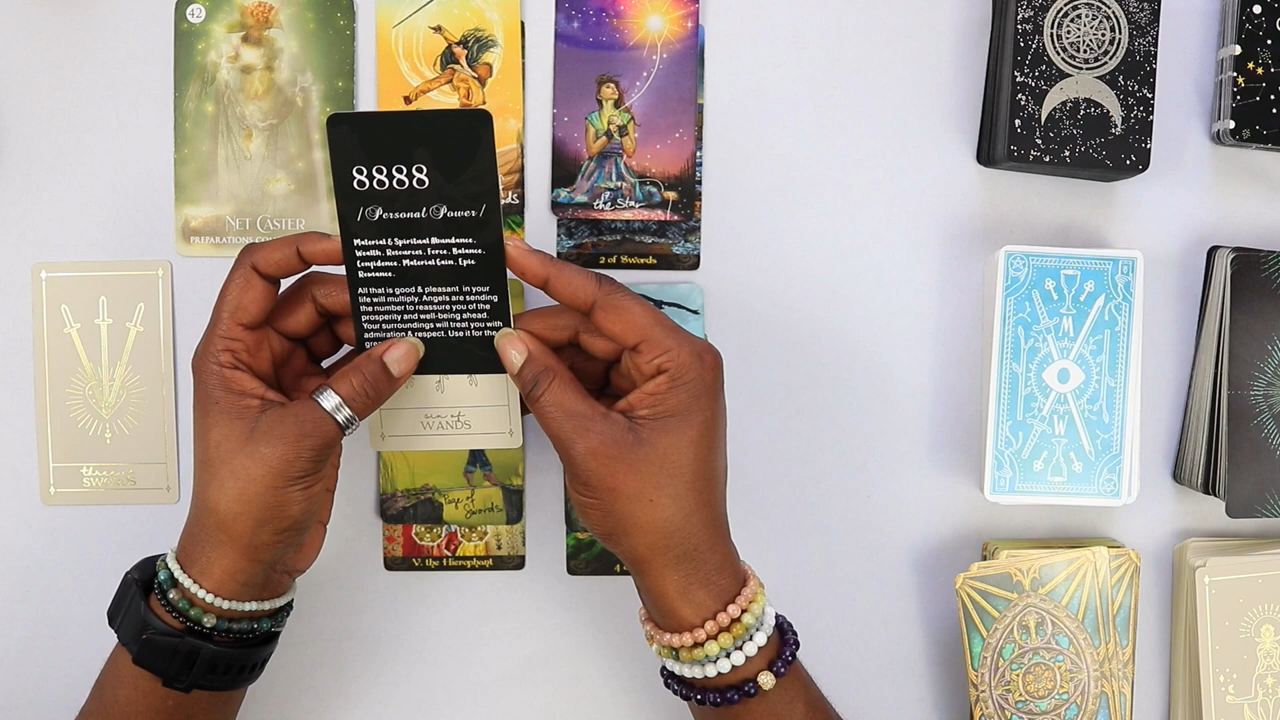 42
NET CASTER
PREPARATIONS
the Star
2 of Swords
8888
/Personal Power/
Material & Spiritual Abundance.
Wealth. Resources. Force. Balance.
Confidence. Material Gain. Epic
Romance.
All that is good & pleasant in your
life will multiply. Angels are sending
the number to reassure you of the
prosperity and well-being ahead.
Your surroundings will treat you with
admiration & respect. Use it for the
three of
SWORDS
WANDS
Page of
Swords
V. the Hierophant
M
W